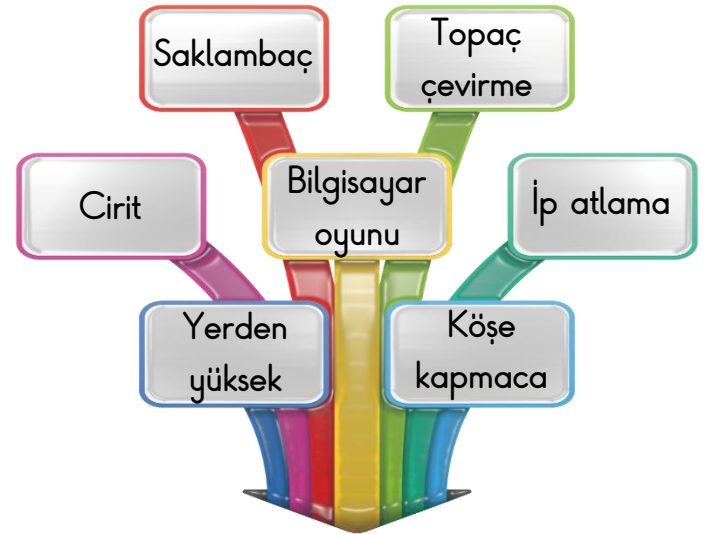 Saklambaç
Topaç
çevirme
Cirit
Bilgisayar
oyunu
İp atlama
Yerden
yüksek
Köşe
kapmaca